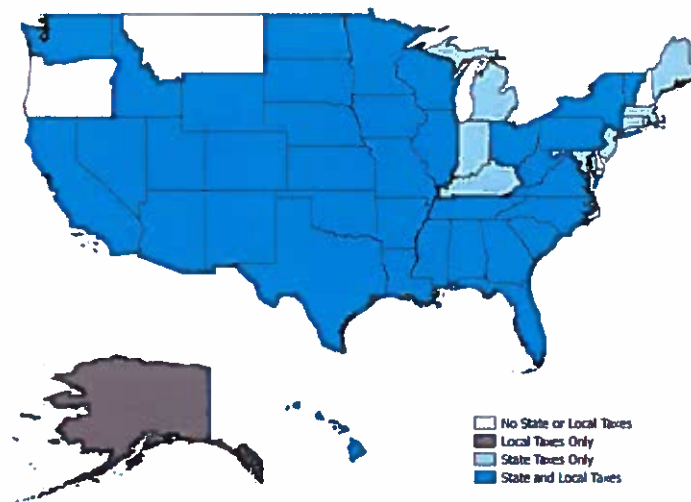 No State or Local Taxes
Local Taxes Only
State Taxes Only
State and Local Taxes